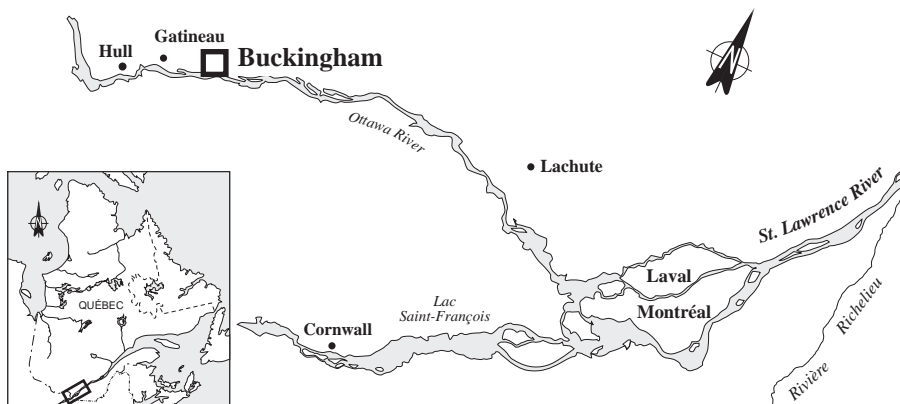 Gatineau
Hull
Buckingham
N
Ottawa River
Lachute
St. Lawrence River
N
QUÉBEC
Laval
Montréal
Lac
Saint-François
Cornwall
Rivière Richelieu